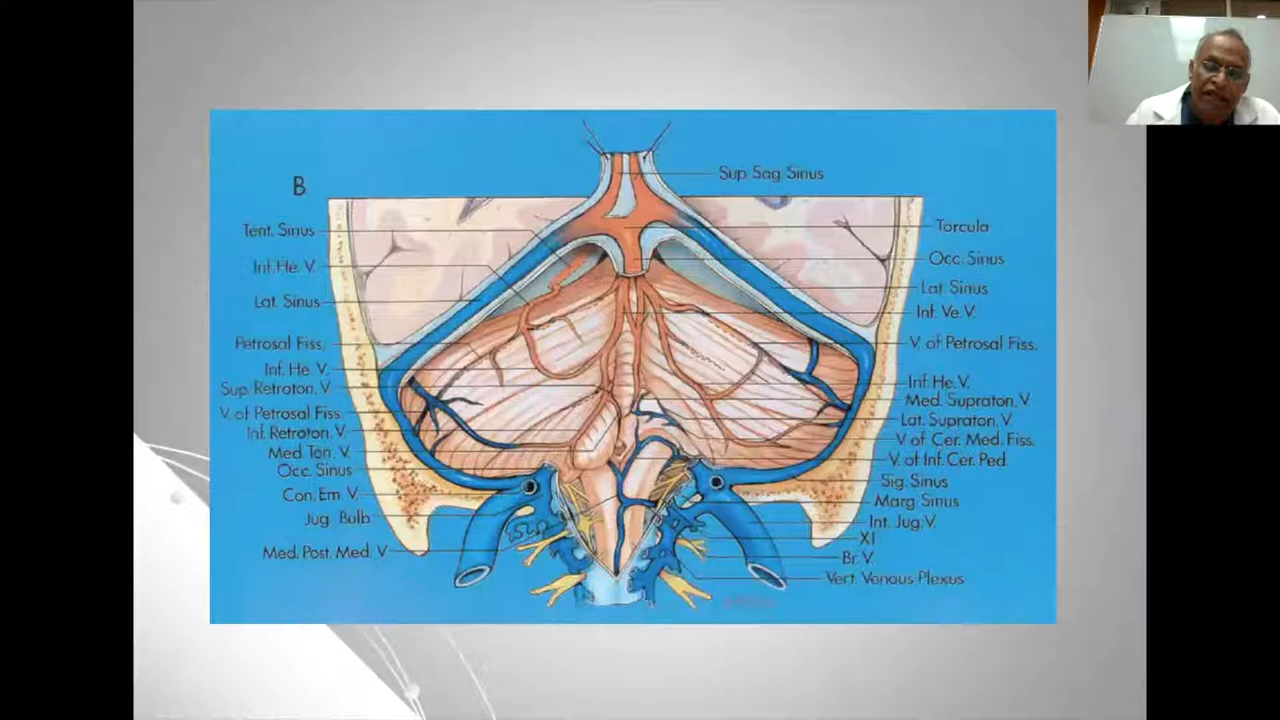 B
Sup. Sag. Sinus
Tent. Sinus
Inf. He. V.
Lat. Sinus
Petrosal Fiss.
Inf. He. V.
Sup. Retroton. V.
V. of Petrosal Fiss.
Inf. Retroton. V.
Med. Ton. V.
Occ. Sinus
Con. Em. V.
Jug. Bulb
Med. Post. Med. V.
Torcula
Occ. Sinus
Lat. Sinus
Inf. Ve. V.
V. of Petrosal Fiss.
Inf. He. V.
Med. Supraton. V.
Lat. Supraton. V.
V. of Cer. Med. Fiss.
V. of Inf. Cer. Ped.
Sig. Sinus
Marg. Sinus
Int. Jug. V.
XI
Br. V.
Vert. Venous Plexus